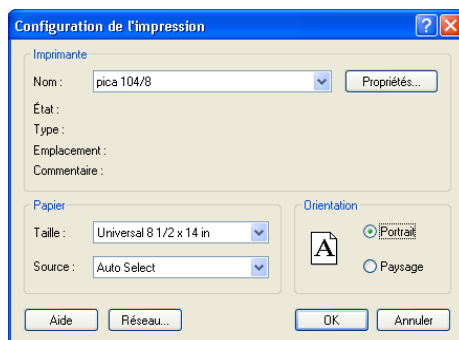 Configuration de l'impression
Imprimante
Nom : pica 104/8 Propriétés...
État :
Type :
Emplacement :
Commentaire :
Papier Orientation
Taille : Universal 8 1/2 x 14 in
Portrait
A
Source : Auto Select
Paysage
Aide Réseau... OK Annuler